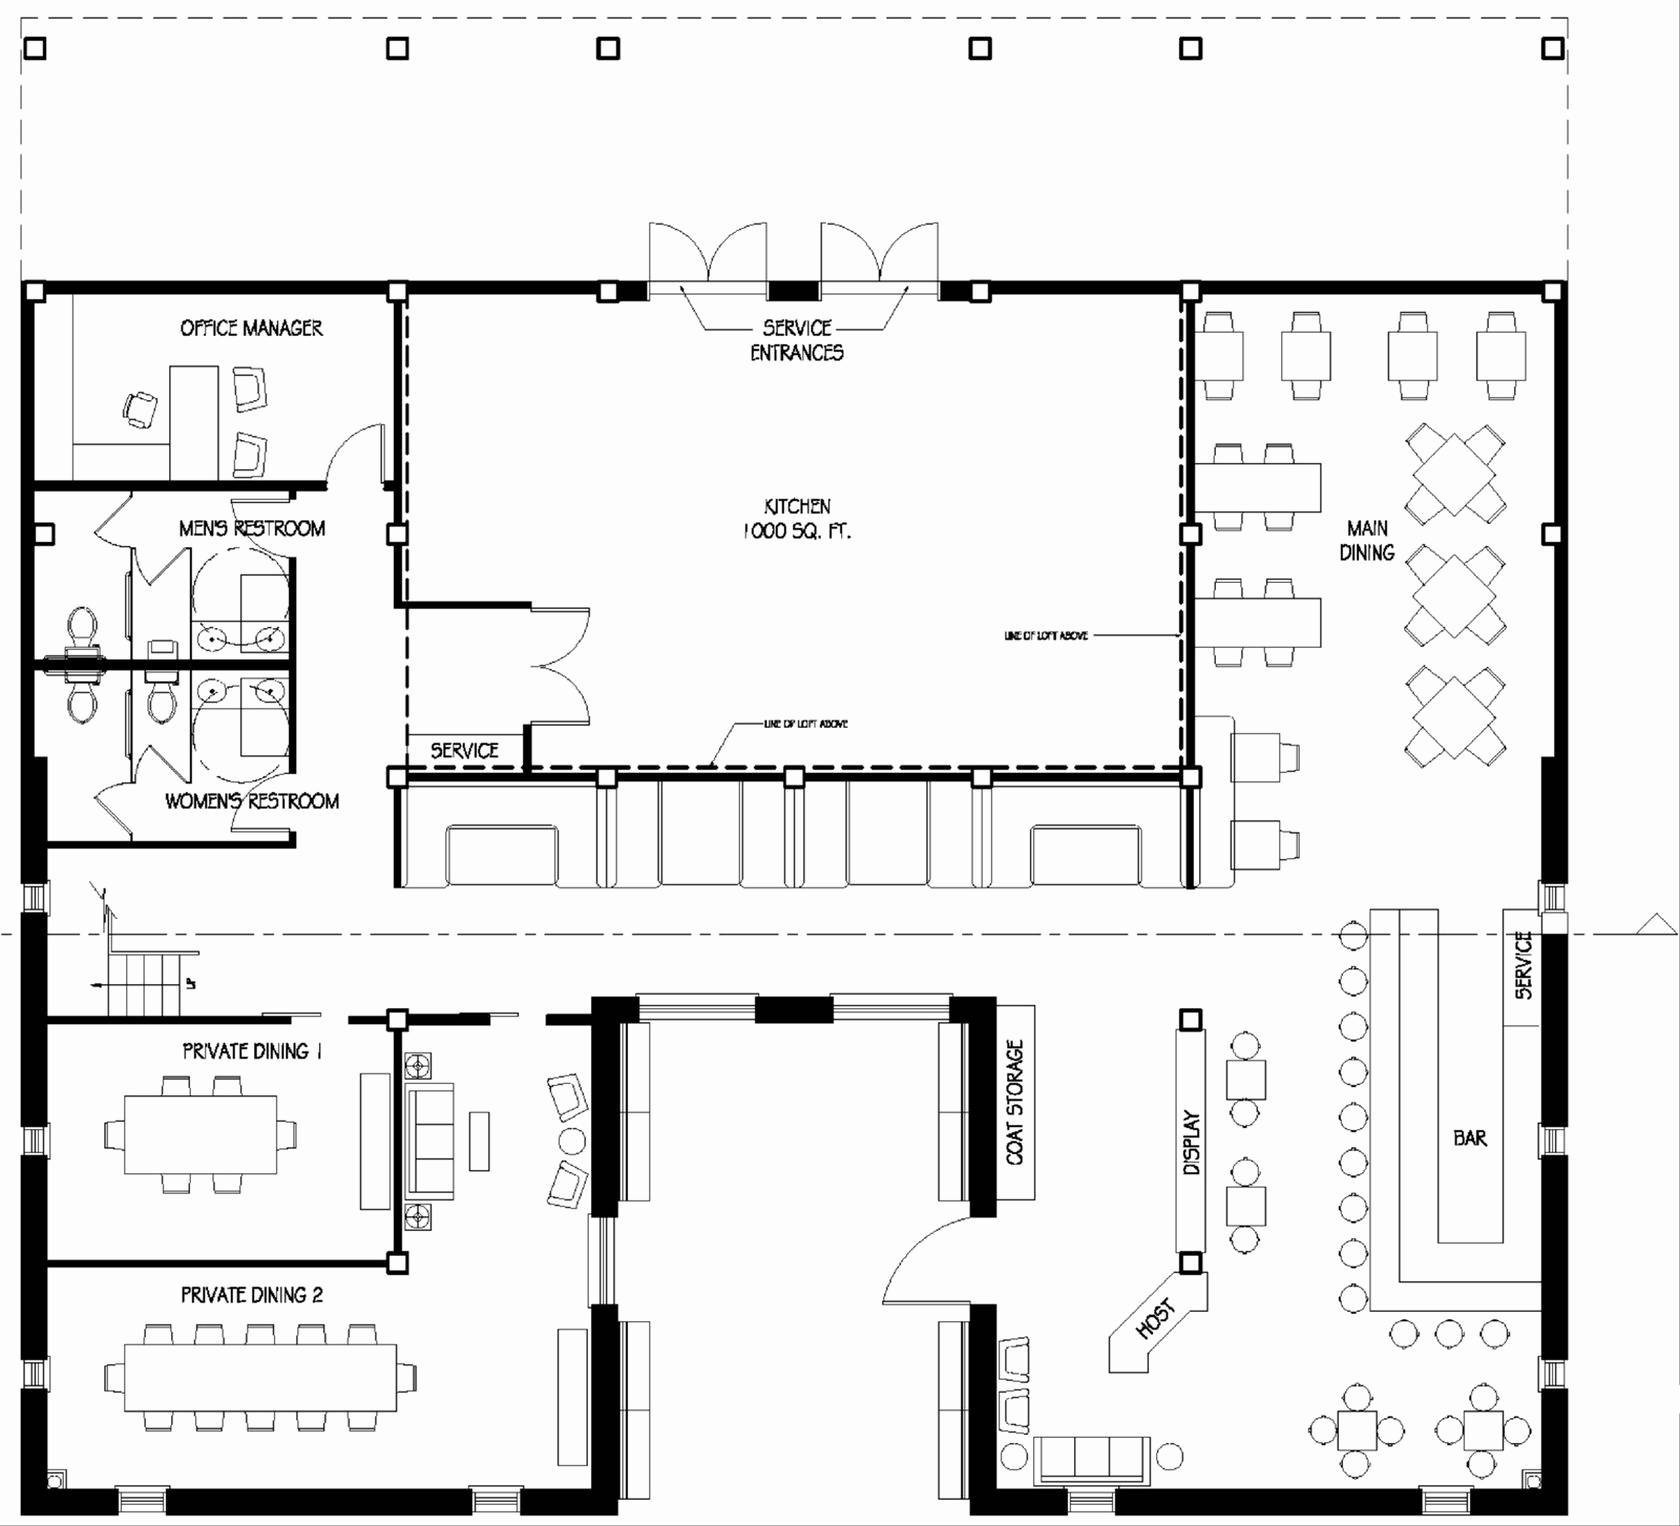 OFFICE MANAGER
SERVICE
ENTRANCES
MEN'S RESTROOM
KITCHEN
1000 SQ. FT.
MAIN
DINING
LINE OF LOFT ABOVE
LINE OF LOFT ABOVE
SERVICE
WOMEN'S RESTROOM
SERVICE
UP
PRIVATE DINING 1
COAT STORAGE
DISPLAY
BAR
PRIVATE DINING 2
HOST